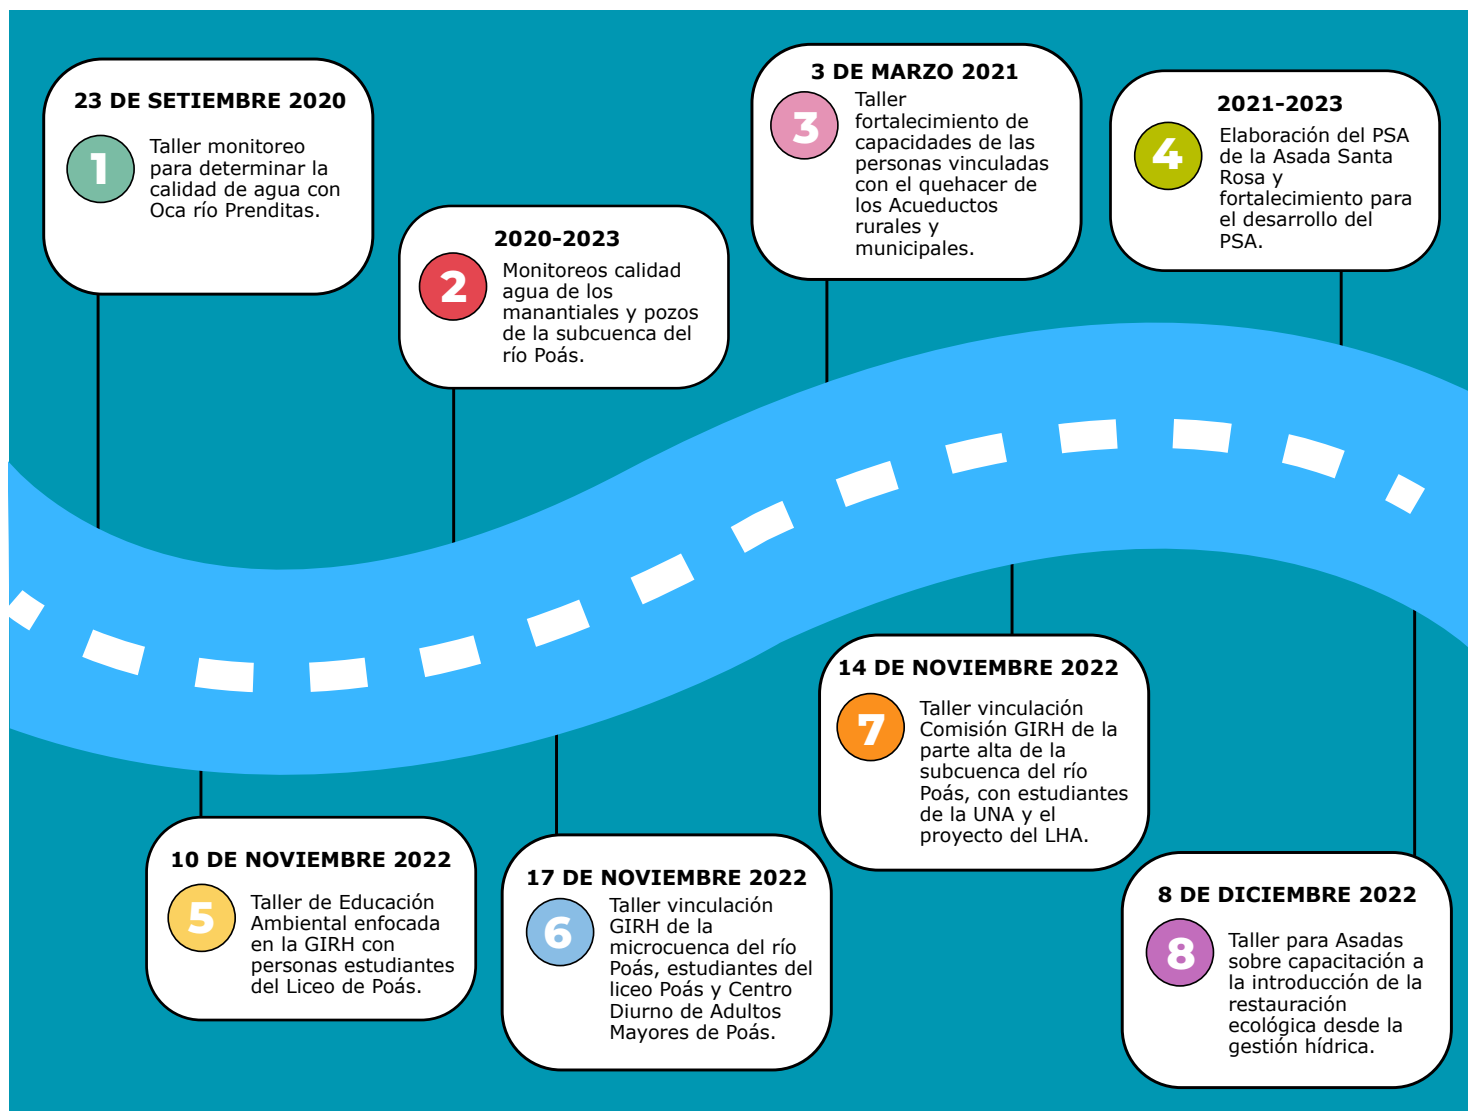 23 DE SETIEMBRE 2020
1
Taller monitoreo
para determinar la
calidad de agua con
Oca río Prenditas.
2020-2023
2
Monitoreos calidad
agua de los
manantiales y pozos
de la subcuenca del
río Poás.
3 DE MARZO 2021
3
Taller
fortalecimiento de
capacidades de las
personas vinculadas
con el quehacer de
los Acueductos
rurales y
municipales.
2021-2023
4
Elaboración del PSA
de la Asada Santa
Rosa y
fortalecimiento para
el desarrollo del
PSA.
10 DE NOVIEMBRE 2022
5
Taller de Educación
Ambiental enfocada
en la GIRH con
personas estudiantes
del Liceo de Poás.
17 DE NOVIEMBRE 2022
6
Taller vinculación
GIRH de la
microcuenca del río
Poás, estudiantes del
liceo Poás y Centro
Diurno de Adultos
Mayores de Poás.
14 DE NOVIEMBRE 2022
7
Taller vinculación
Comisión GIRH de la
parte alta de la
subcuenca del río
Poás, con estudiantes
de la UNA y el
proyecto del LHA.
8 DE DICIEMBRE 2022
8
Taller para Asadas
sobre capacitación a
la introducción de la
restauración
ecológica desde la
gestión hídrica.